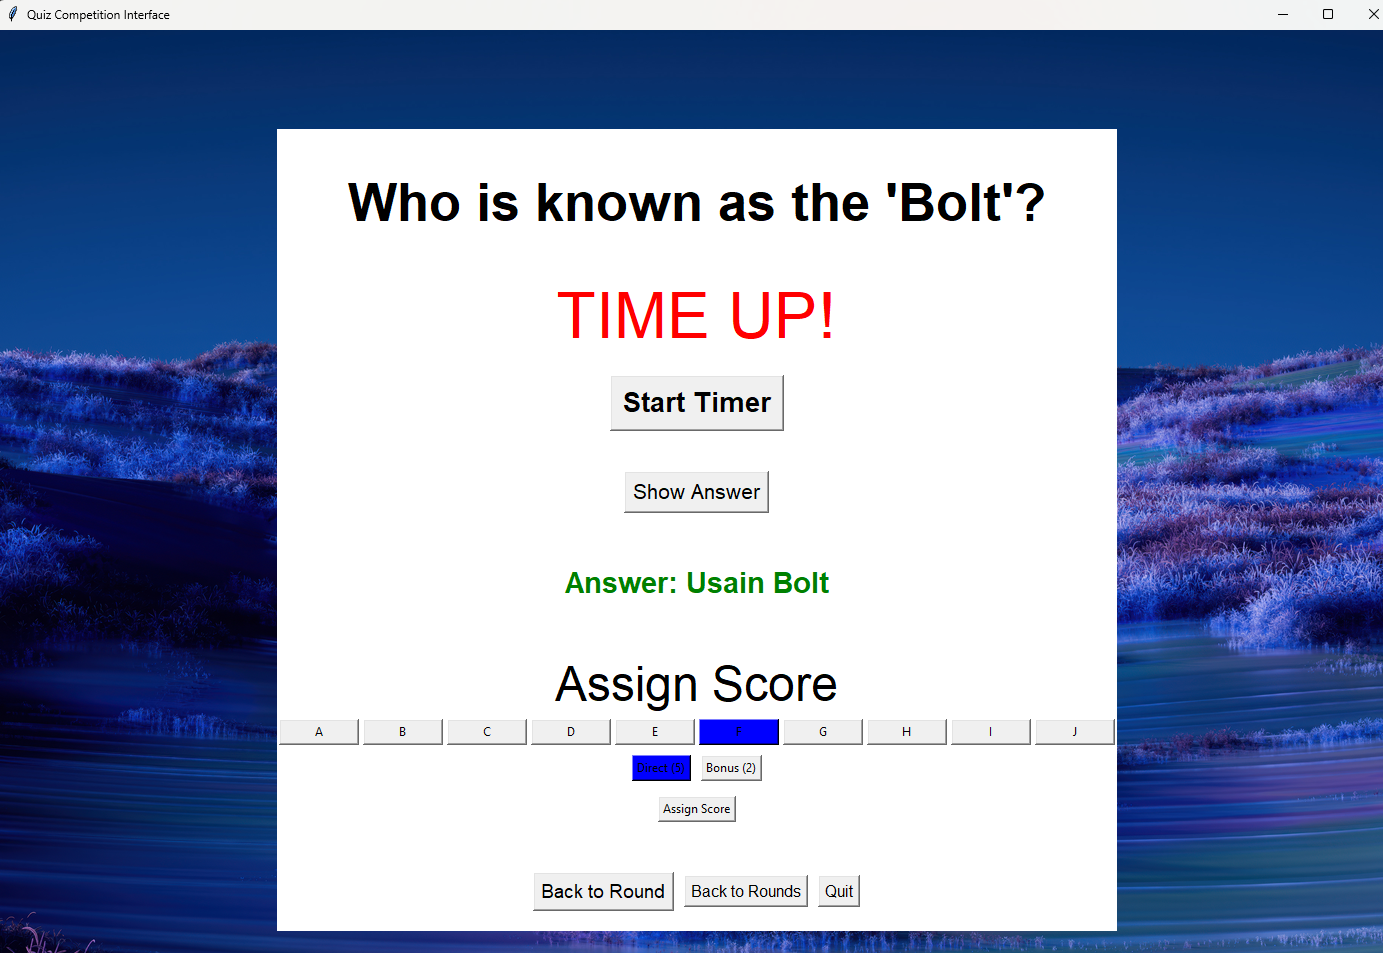 Quiz Competition Interface
Who is known as the 'Bolt'?
TIME UP!
Start Timer
Show Answer
Answer: Usain Bolt
Assign Score
A B C D E F G H I J
Direct (5) Bonus (2)
Assign Score
Back to Round Back to Rounds Quit